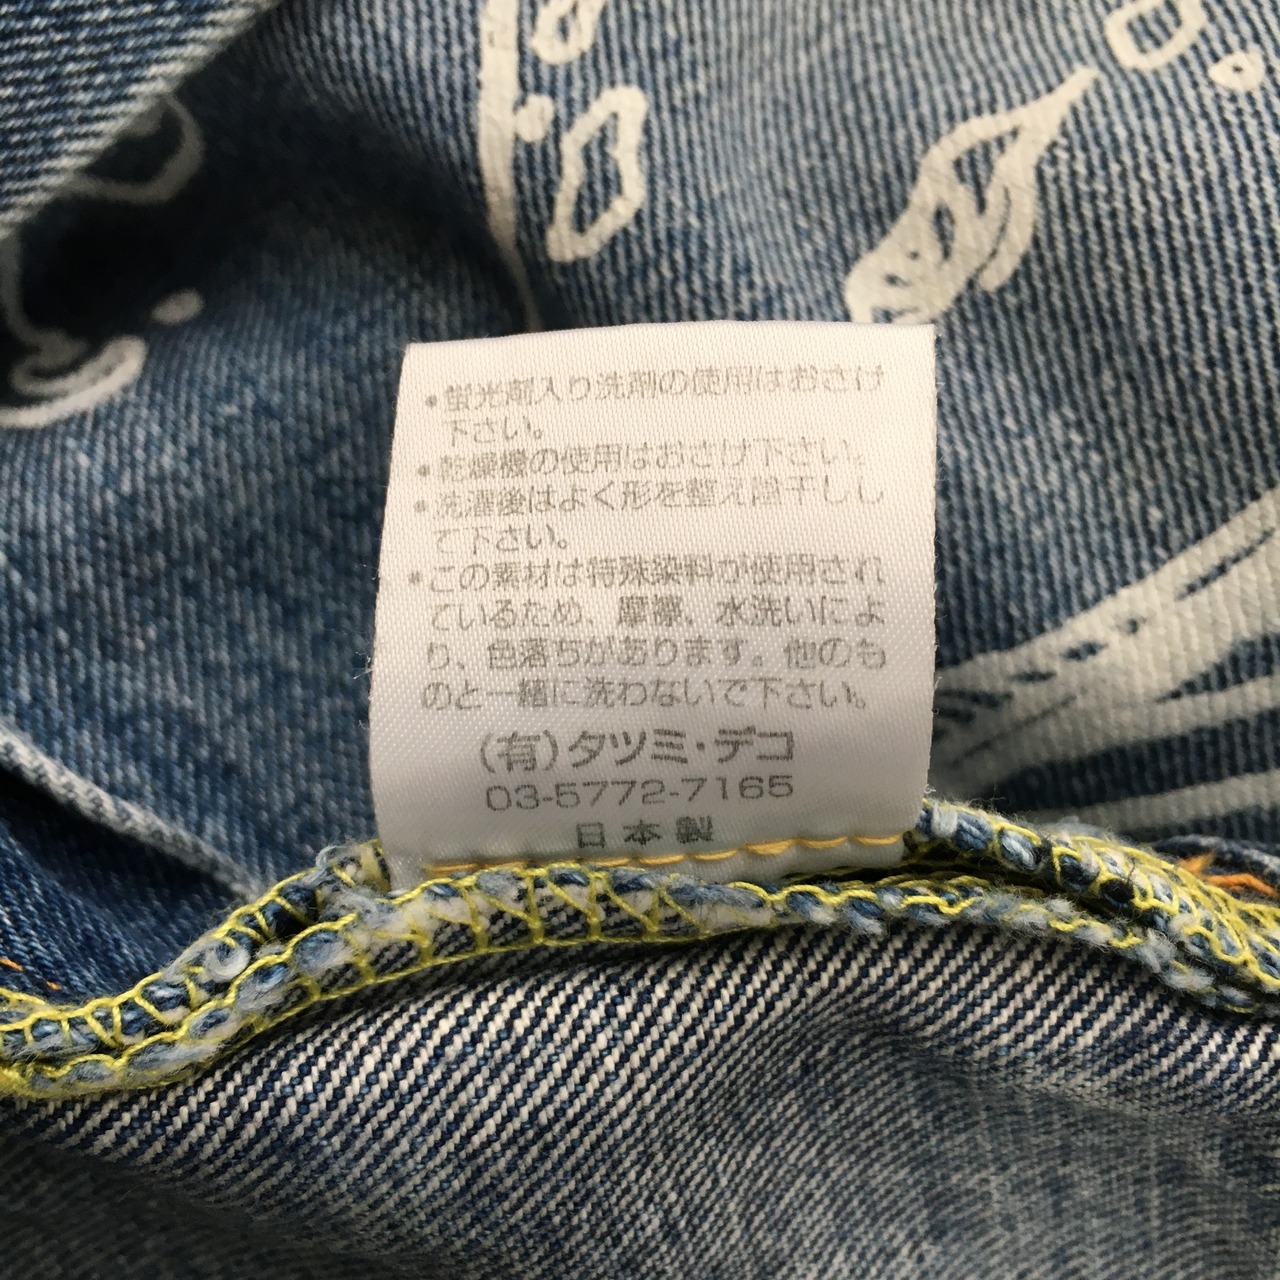 ・蛍光剤入り洗剤の使用はおさけ
下さい。
・乾燥機の使用はおさけ下さい。
・洗濯後はよく形を整え陰干しし
て下さい。
・この素材は特殊染料が使用され
ているため、摩擦、水洗いによ
り、色落ちがあります。他のも
のと一緒に洗わないで下さい。
(有)タツミ・デコ
03-5772-7165
日本製